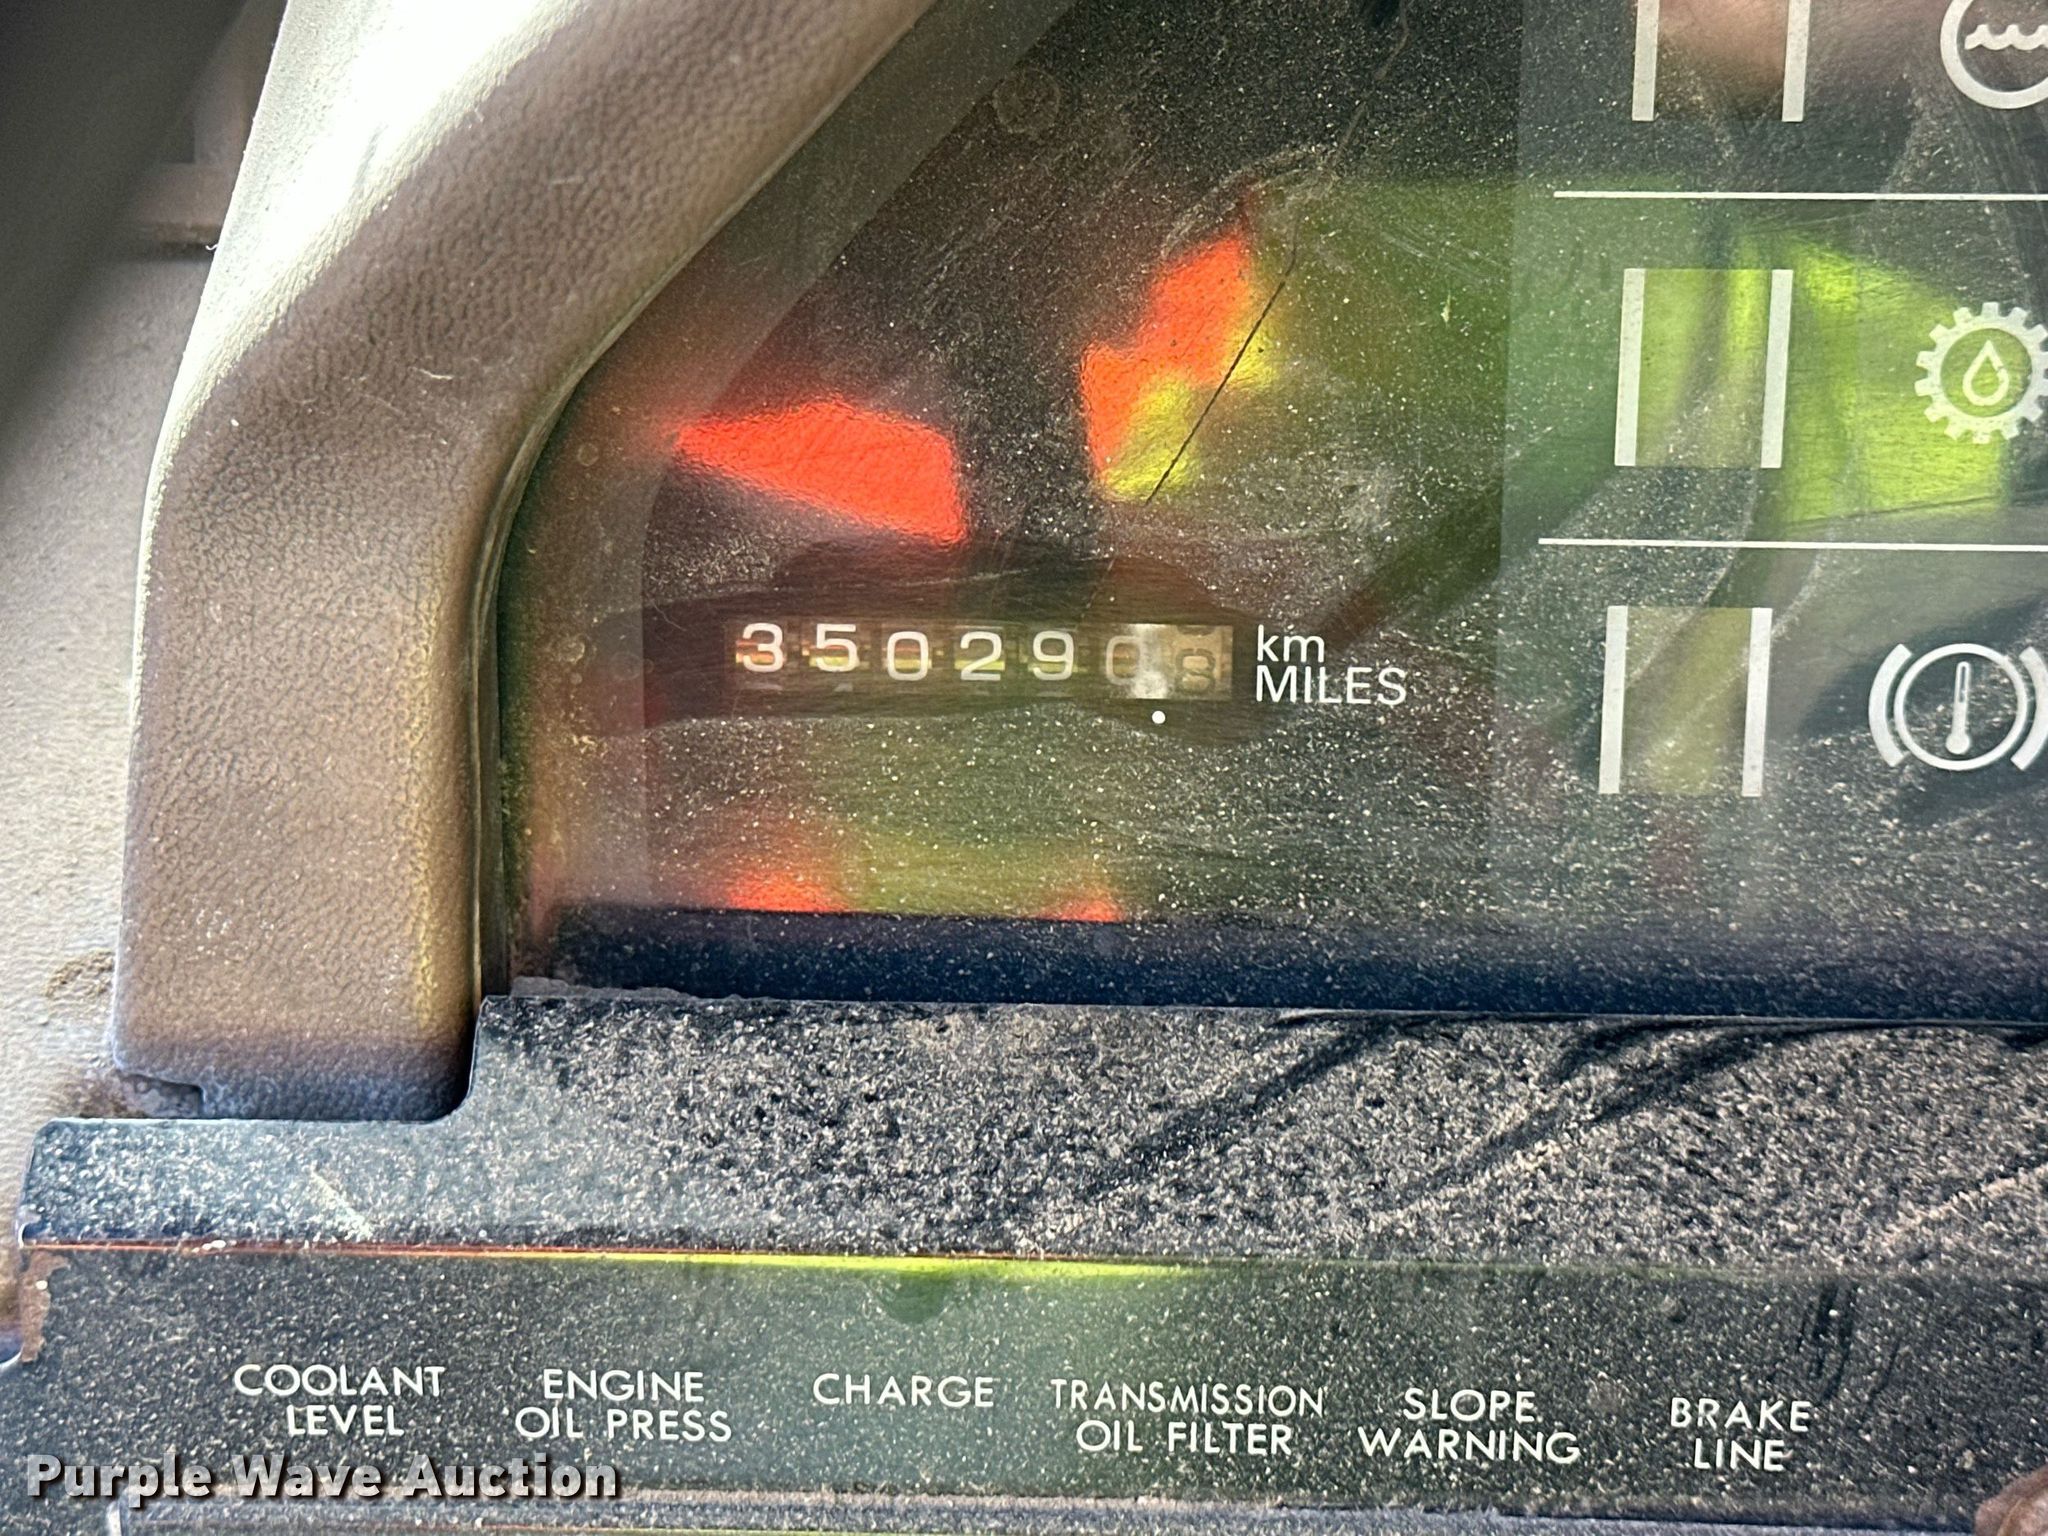 350290 8
km
MILES
COOLANT
LEVEL
ENGINE
OIL PRESS
CHARGE
TRANSMISSION
OIL FILTER
SLOPE
WARNING
BRAKE
LINE
Purple Wave Auction